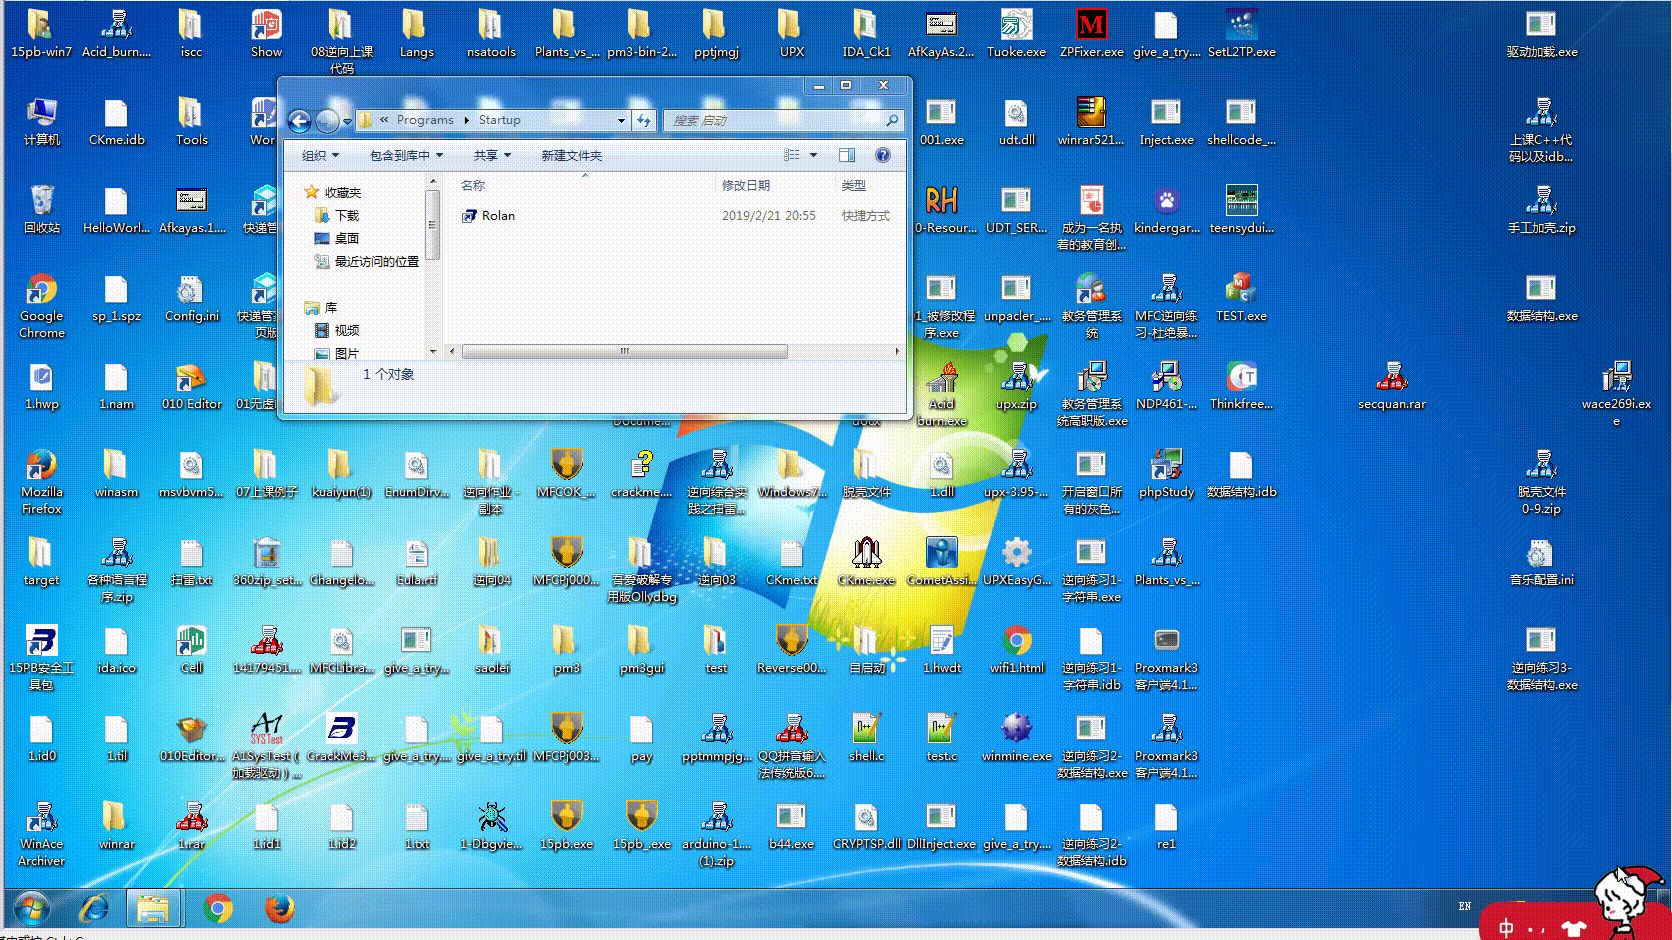 15pb-win7
Acid_burn....
iscc
Show
08逆向上课
代码
Langs
nsatools
Plants_vs_...
pm3-bin-2...
pptjmgj
UPX
IDA_Ck1
AfKayAs.2...
Tuoke.exe
ZPFixer.exe
give_a_try....
SetL2TP.exe
驱动加载.exe
« Programs ▸ Startup
搜索 启动
组织
包含到库中
共享
新建文件夹
名称
修改日期
类型
收藏夹
下载
桌面
最近访问的位置
库
视频
图片
Rolan
2019/2/21 20:55
快捷方式
1 个对象
计算机
CKme.idb
Tools
Wor
001.exe
udt.dll
winrar521...
Inject.exe
shellcode_...
上课C++代
码以及idb...
回收站
HelloWorl...
Afkayas.1....
快递管
0-Resour...
UDT_SER...
成为一名执
着的教育创...
kindergar...
teensydui...
手工加壳.zip
Google
Chrome
sp_1.spz
Config.ini
快递管
页版
01_被修改程
序.exe
unpacler_...
教务管理系
统
MFC逆向练
习-杜绝暴...
TEST.exe
数据结构.exe
1.hwp
1.nam
010 Editor
01无虚
Docume...
docx
Acid
burn.exe
upx.zip
教务管理系
统高职版.exe
NDP461-...
Thinkfree...
secquan.rar
wace269i.ex
e
Mozilla
Firefox
winasm
msvbvm5...
07上课例子
kuaiyun(1)
EnumDirv...
逆向作业 -
副本
MFCOK_...
crackme....
逆向综合实
践之扫雷...
Windows7...
脱壳文件
1.dll
upx-3.95-...
开启窗口所
有的灰色...
phpStudy
数据结构.idb
脱壳文件
0-9.zip
target
各种语言程
序.zip
扫雷.txt
360zip_set...
Changelo...
Eula.rtf
逆向04
MFCPj000...
吾爱破解专
用版Ollydbg
逆向03
CKme.txt
CKme.exe
CometAssi...
UPXEasyG...
逆向练习1-
字符串.exe
Plants_vs_...
音乐配置.ini
15PB安全工
具包
ida.ico
Cell
14179451....
MFCLibra...
give_a_try...
saolei
pm3
pm3gui
test
Reverse00...
自启动
1.hwdt
wifi1.html
逆向练习1-
字符串.idb
Proxmark3
客户端4.1...
逆向练习3-
数据结构.exe
1.id0
1.til
010Editor...
A1SysTest (
加载驱动) ...
CrackMe3...
give_a_try....
give_a_try.til
MFCPj003...
pay
pptmmpjg...
QQ拼音输入
法传统版6....
shell.c
test.c
winmine.exe
逆向练习2-
数据结构.exe
Proxmark3
客户端4.1...
WinAce
Archiver
winrar
1.rar
1.id1
1.id2
1.txt
1-Dbgvie...
15pb.exe
15pb_.exe
arduino-1....
(1).zip
b44.exe
CRYPTSP.dll
DllInject.exe
give_a_try....
逆向练习2-
数据结构.idb
re1
EN
中